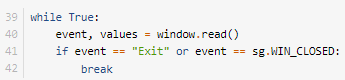 39 while True:
40     event, values = window.read()
41     if event == "Exit" or event == sg.WIN_CLOSED:
42         break